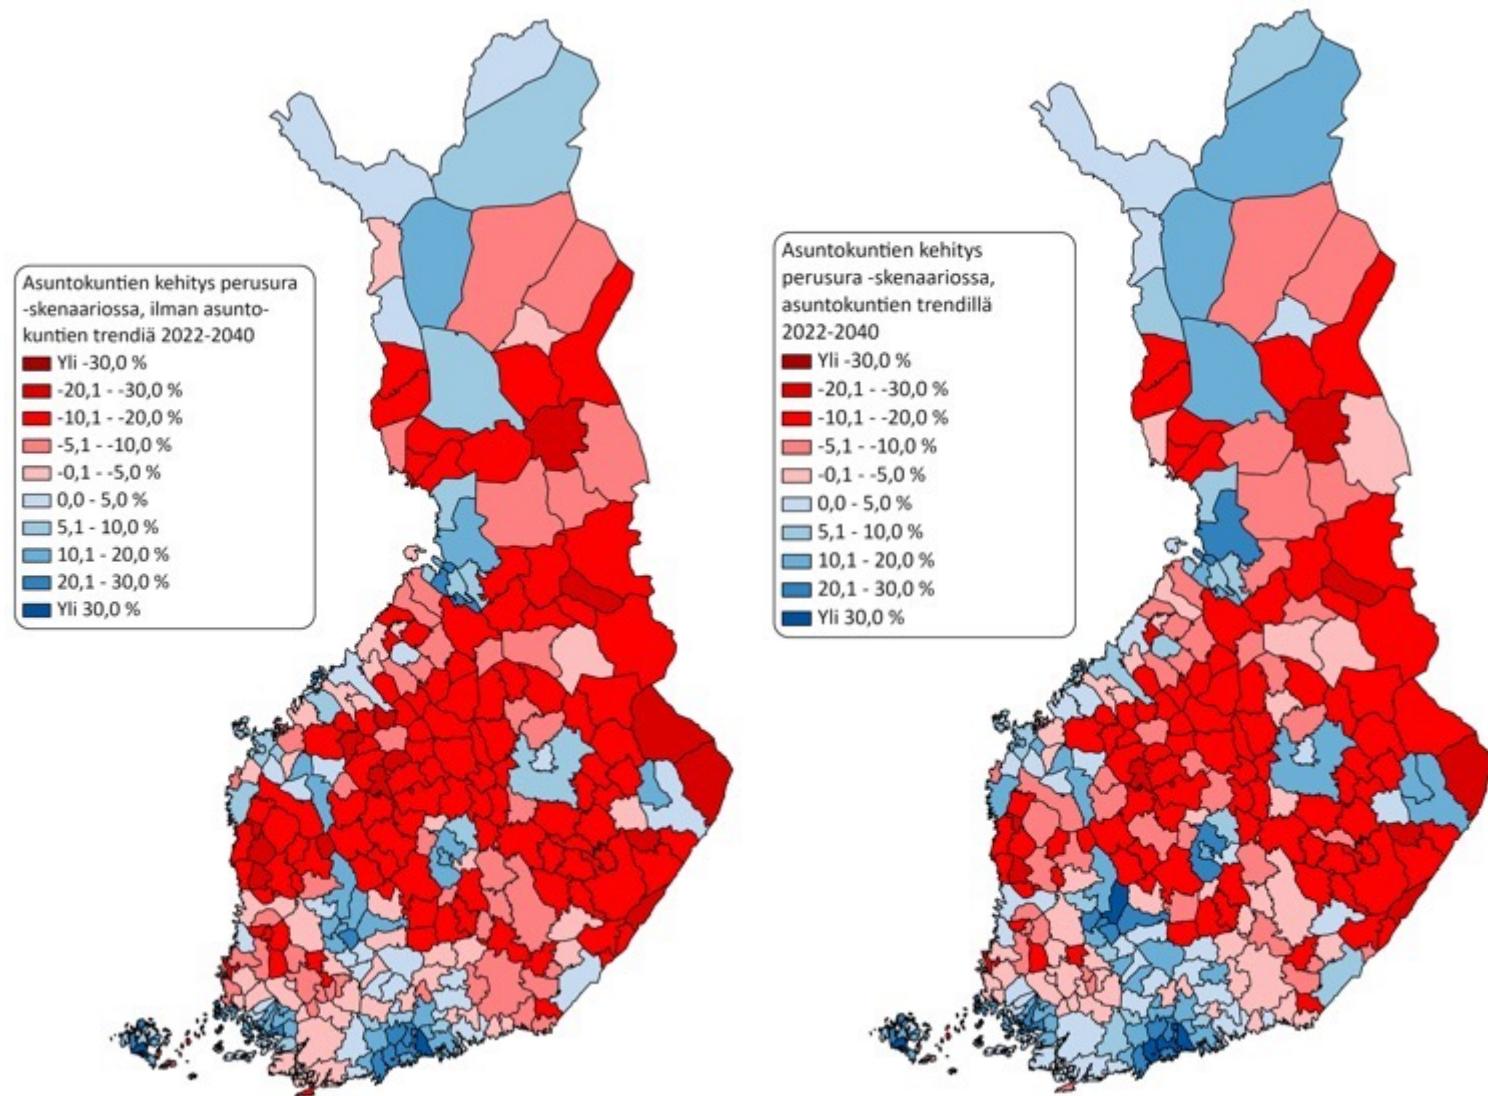 Asuntokuntien kehitys perusura
-skenaariossa, ilman asunto-
kuntien trendiä 2022-2040
Yli -30,0 %
-20,1 - -30,0 %
-10,1 - -20,0 %
-5,1 - -10,0 %
-0,1 - -5,0 %
0,0 - 5,0 %
5,1 - 10,0 %
10,1 - 20,0 %
20,1 - 30,0 %
Yli 30,0 %
Asuntokuntien kehitys
perusura -skenaariossa,
asuntokuntien trendillä
2022-2040
Yli -30,0 %
-20,1 - -30,0 %
-10,1 - -20,0 %
-5,1 - -10,0 %
-0,1 - -5,0 %
0,0 - 5,0 %
5,1 - 10,0 %
10,1 - 20,0 %
20,1 - 30,0 %
Yli 30,0 %